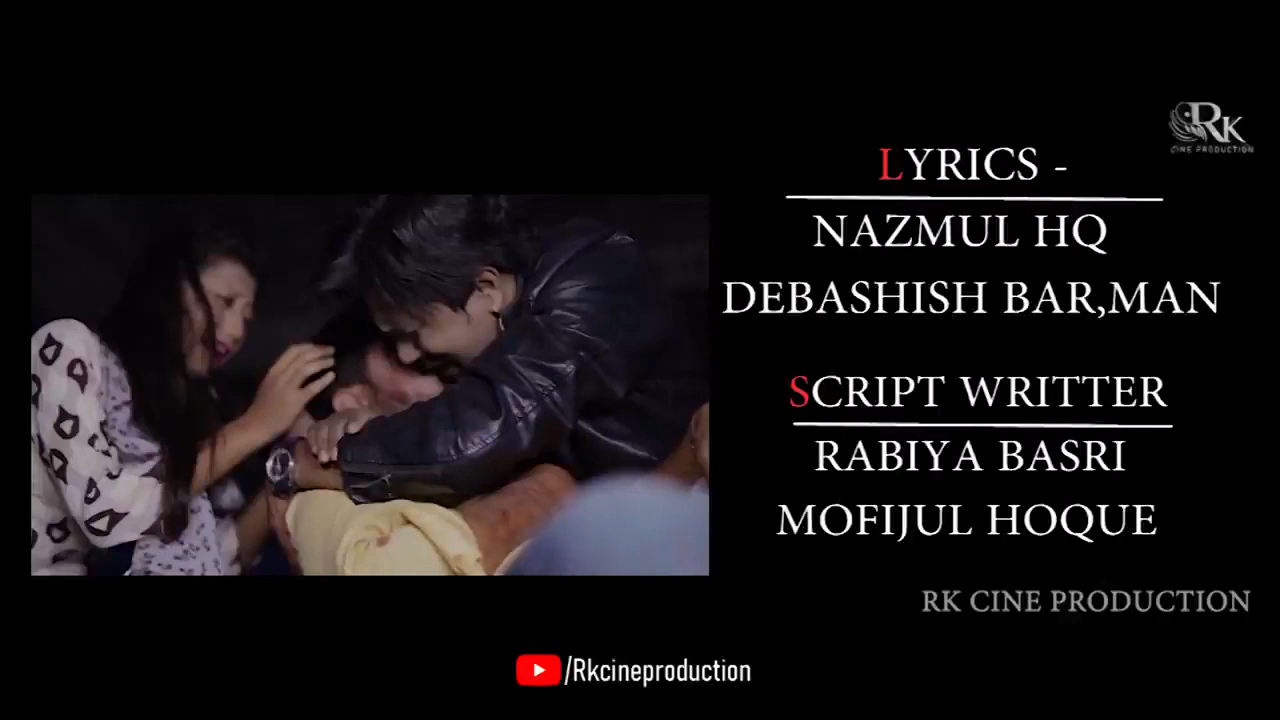 RK
CINE PRODUCTION
LYRICS -
NAZMUL HQ
DEBASHISH BAR,MAN
SCRIPT WRITTER
RABIYA BASRI
MOFIJUL HOQUE
RK CINE PRODUCTION
/Rkcineproduction